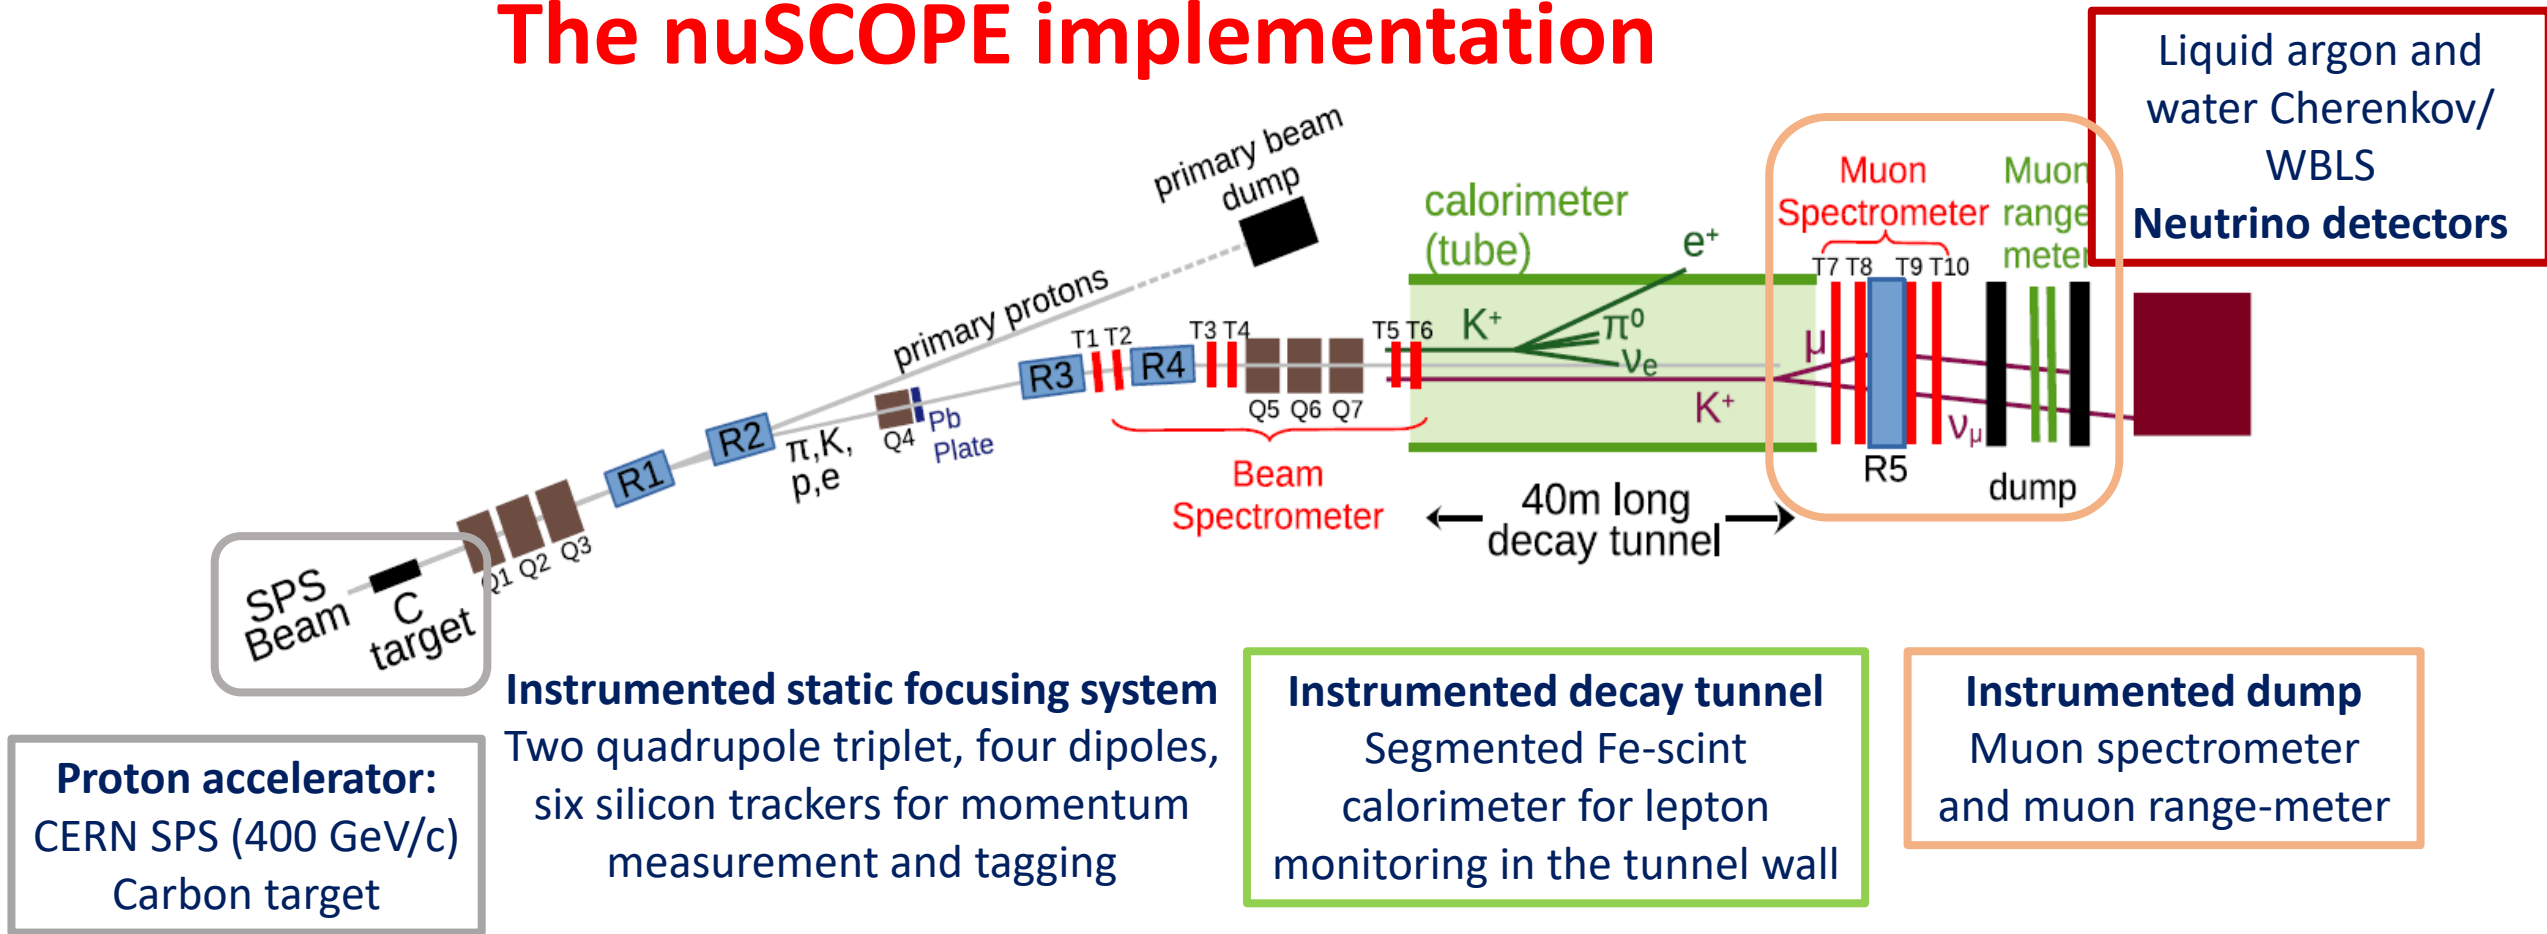 The nuSCOPE implementation
Liquid argon and
water Cherenkov/
WBLS
Neutrino detectors
primary beam
dump
primary protons
calorimeter
(tube)
e⁺
K⁺
π⁰
νe
K⁺
μ
νμ
Muon
Spectrometer
Muon
range
meter
T7 T8 T9 T10
R5
dump
T1 T2
T3 T4
T5 T6
R3
R4
Q5 Q6 Q7
Q4
Pb
Plate
π,K,
p,e
R2
R1
Q1 Q2 Q3
Beam
Spectrometer
40m long
decay tunnel
SPS
Beam
C
target
Proton accelerator:
CERN SPS (400 GeV/c)
Carbon target
Instrumented static focusing system
Two quadrupole triplet, four dipoles,
six silicon trackers for momentum
measurement and tagging
Instrumented decay tunnel
Segmented Fe-scint
calorimeter for lepton
monitoring in the tunnel wall
Instrumented dump
Muon spectrometer
and muon range-meter